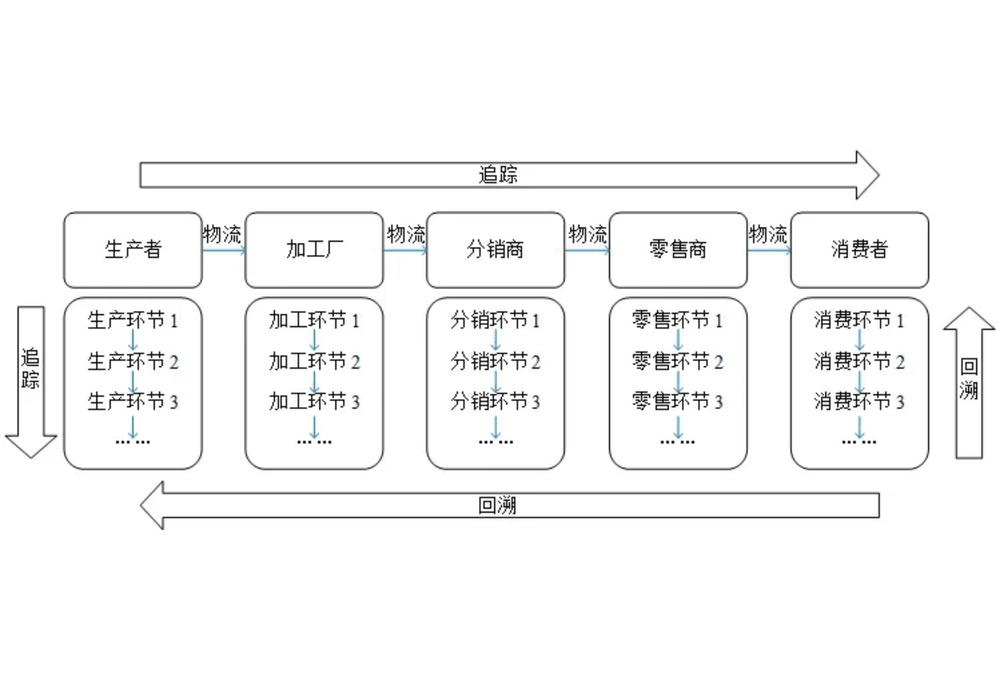 追踪
生产者 物流 加工厂 物流 分销商 物流 零售商 物流 消费者
追踪
生产环节 1
生产环节 2
生产环节 3
……
加工环节 1
加工环节 2
加工环节 3
……
分销环节 1
分销环节 2
分销环节 3
……
零售环节 1
零售环节 2
零售环节 3
……
消费环节 1
消费环节 2
消费环节 3
……
回溯
回溯